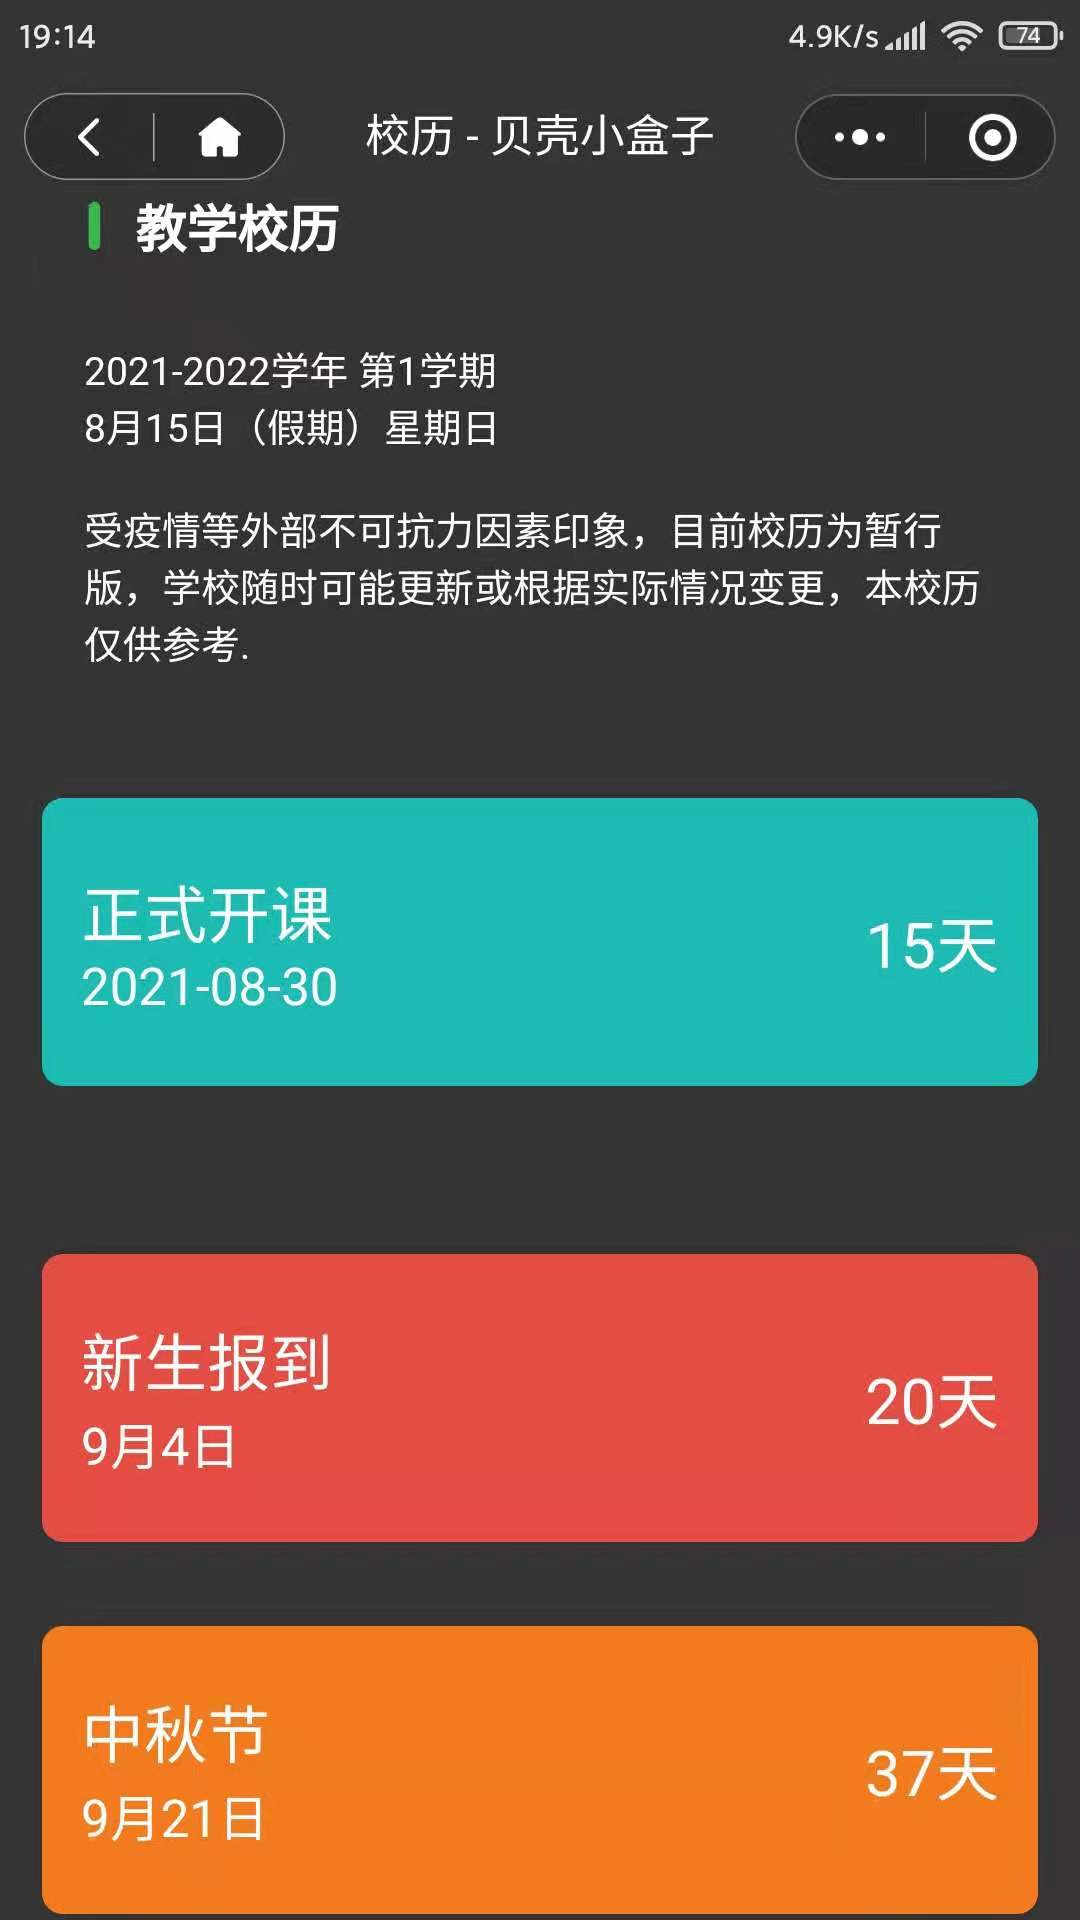 19:14
4.9K/s
74
校历 - 贝壳小盒子
教学校历
2021-2022学年 第1学期
8月15日（假期）星期日
受疫情等外部不可抗力因素印象，目前校历为暂行
版，学校随时可能更新或根据实际情况变更，本校历
仅供参考.
正式开课
2021-08-30
15天
新生报到
9月4日
20天
中秋节
9月21日
37天